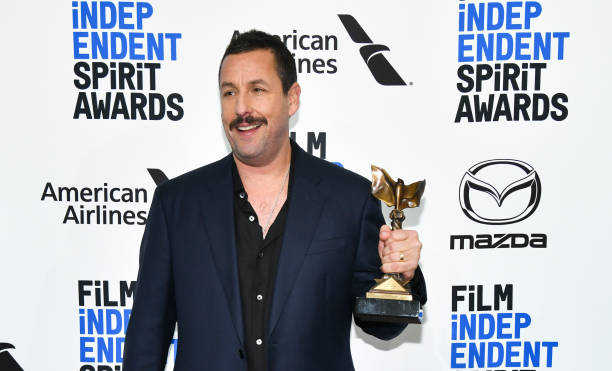 iNDEP
ENDENT
SPiRiT
AWARDS
American
Airlines
iNDEP
ENDENT
SPiRiT
AWARDS
FiLM
American
Airlines
mazda
FiLM
iNDEP
ENDENT
FiLM
iNDEP
ENDENT